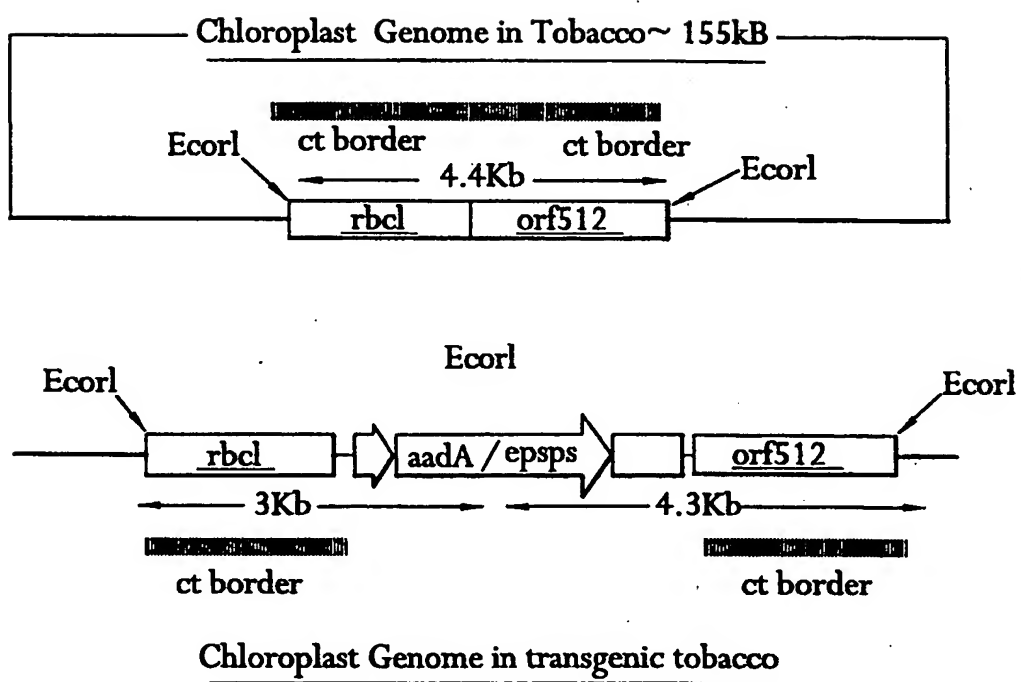 Chloroplast Genome in Tobacco~ 155kB
ct border ct border
Ecorl 4.4Kb Ecorl
rbcl orf512
Ecorl
Ecorl Ecorl
rbcl aadA / epsps orf512
3Kb 4.3Kb
ct border ct border
Chloroplast Genome in transgenic tobacco